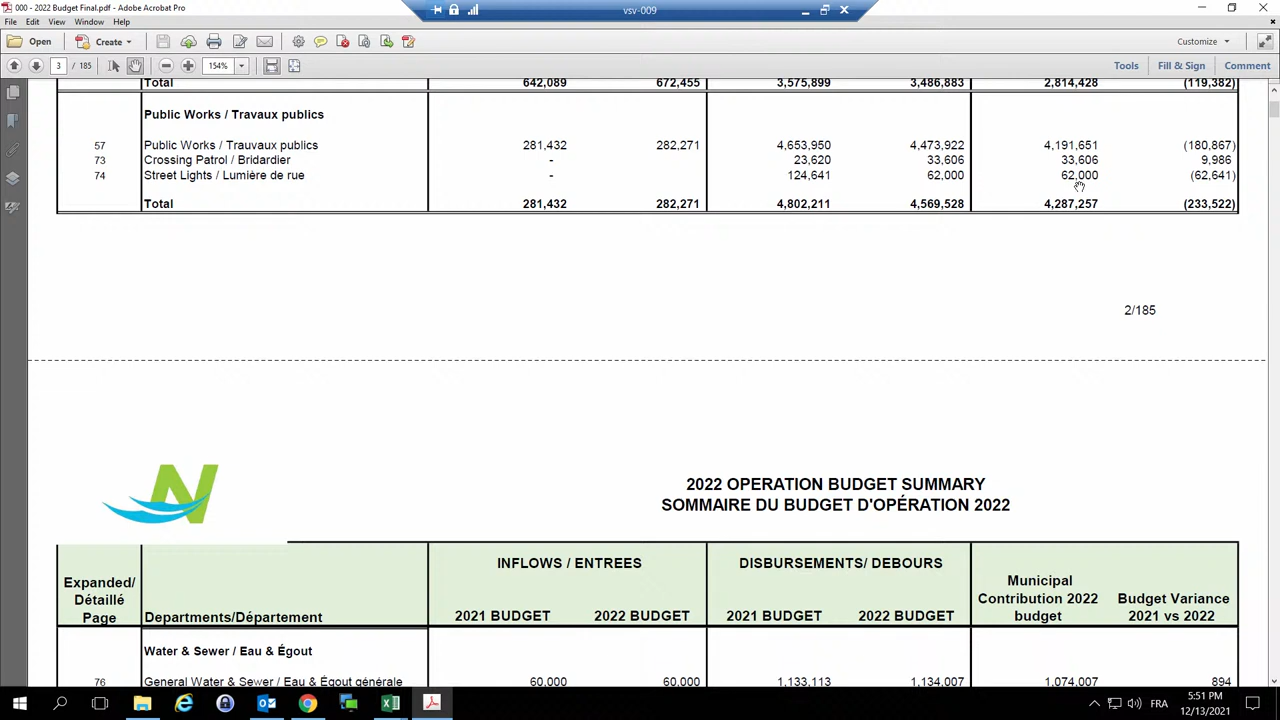 000 - 2022 Budget Final.pdf - Adobe Acrobat Pro
vsv-009
File Edit View Window Help
Open Create Customize
3 / 185 154% Tools Fill & Sign Comment
Total 642,089 672,455 3,575,899 3,486,883 2,814,428 (119,382)
Public Works / Travaux publics
57 Public Works / Trauvaux publics 281,432 282,271 4,653,950 4,473,922 4,191,651 (180,867)
73 Crossing Patrol / Bridardier - 23,620 33,606 33,606 9,986
74 Street Lights / Lumière de rue - 124,641 62,000 62,000 (62,641)
Total 281,432 282,271 4,802,211 4,569,528 4,287,257 (233,522)
2/185
N
2022 OPERATION BUDGET SUMMARY
SOMMAIRE DU BUDGET D'OPÉRATION 2022
Expanded/
Détaillé
Page
Departments/Département
INFLOWS / ENTREES
2021 BUDGET 2022 BUDGET
DISBURSEMENTS/ DEBOURS
2021 BUDGET 2022 BUDGET
Municipal
Contribution 2022
budget
Budget Variance
2021 vs 2022
Water & Sewer / Eau & Égout
76 General Water & Sewer / Eau & Égout générale 60,000 60,000 1,133,113 1,134,007 1,074,007 894
FRA 5:51 PM
12/13/2021